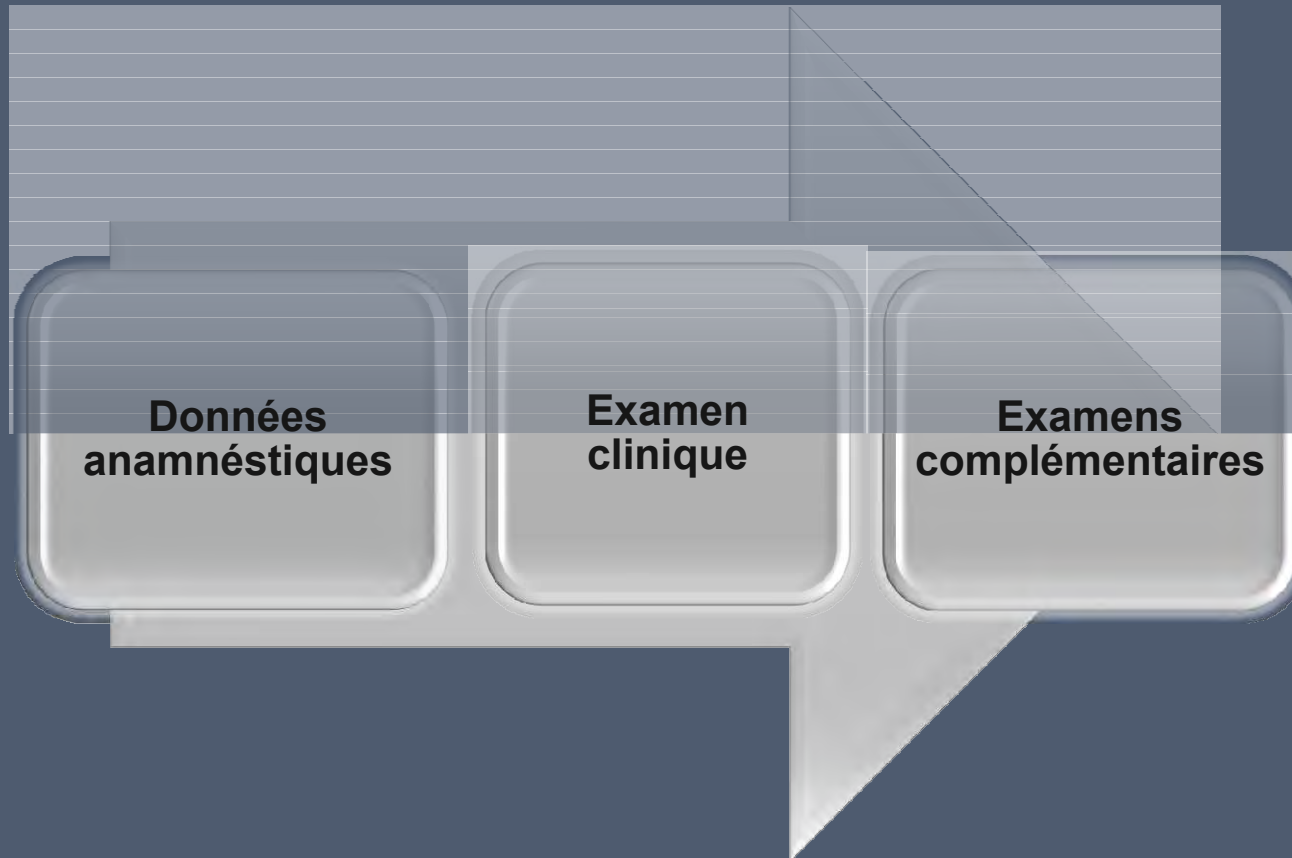 Données
anamnéstiques
Examen
clinique
Examens
complémentaires